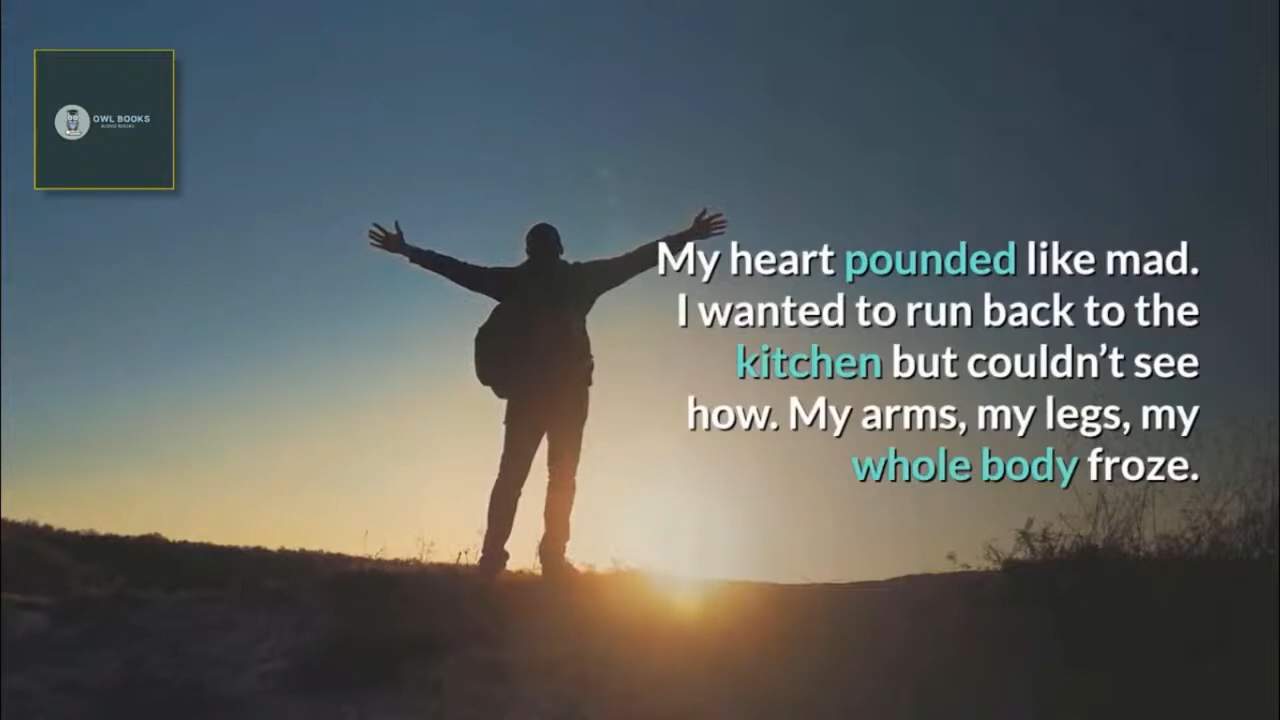 OWL BOOKS
My heart pounded like mad.
I wanted to run back to the
kitchen but couldn’t see
how. My arms, my legs, my
whole body froze.